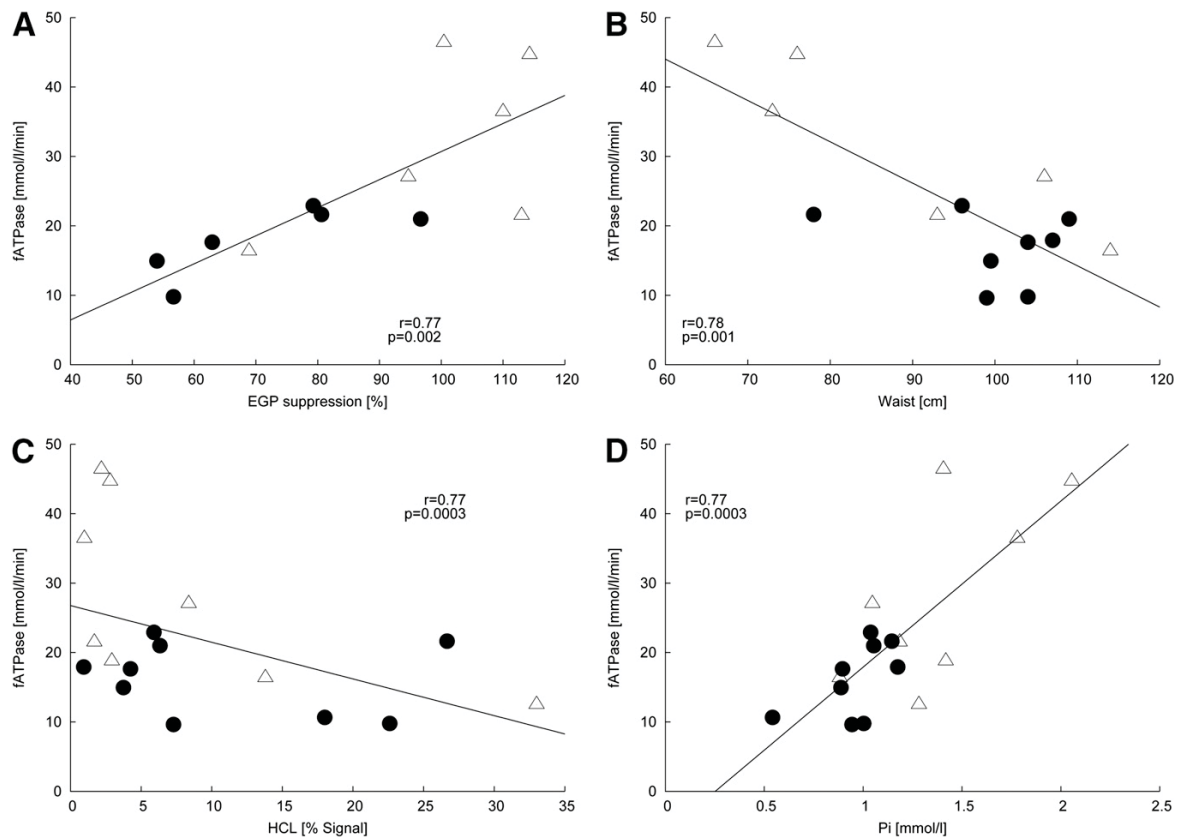 A
50
40
30
20
10
0
fATPase [mmol/l/min]
r=0.77
p=0.002
40 50 60 70 80 90 100 110 120
EGP suppression [%]
B
50
40
30
20
10
0
fATPase [mmol/l/min]
r=0.78
p=0.001
60 70 80 90 100 110 120
Waist [cm]
C
50
40
30
20
10
0
fATPase [mmol/l/min]
r=0.77
p=0.0003
0 5 10 15 20 25 30 35
HCL [% Signal]
D
50
40
30
20
10
0
fATPase [mmol/l/min]
r=0.77
p=0.0003
0 0.5 1 1.5 2 2.5
Pi [mmol/l]